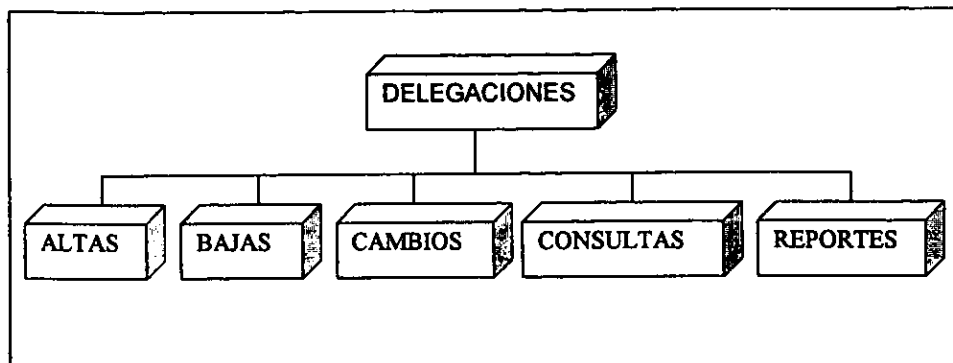 DELEGACIONES
ALTAS
BAJAS
CAMBIOS
CONSULTAS
REPORTES